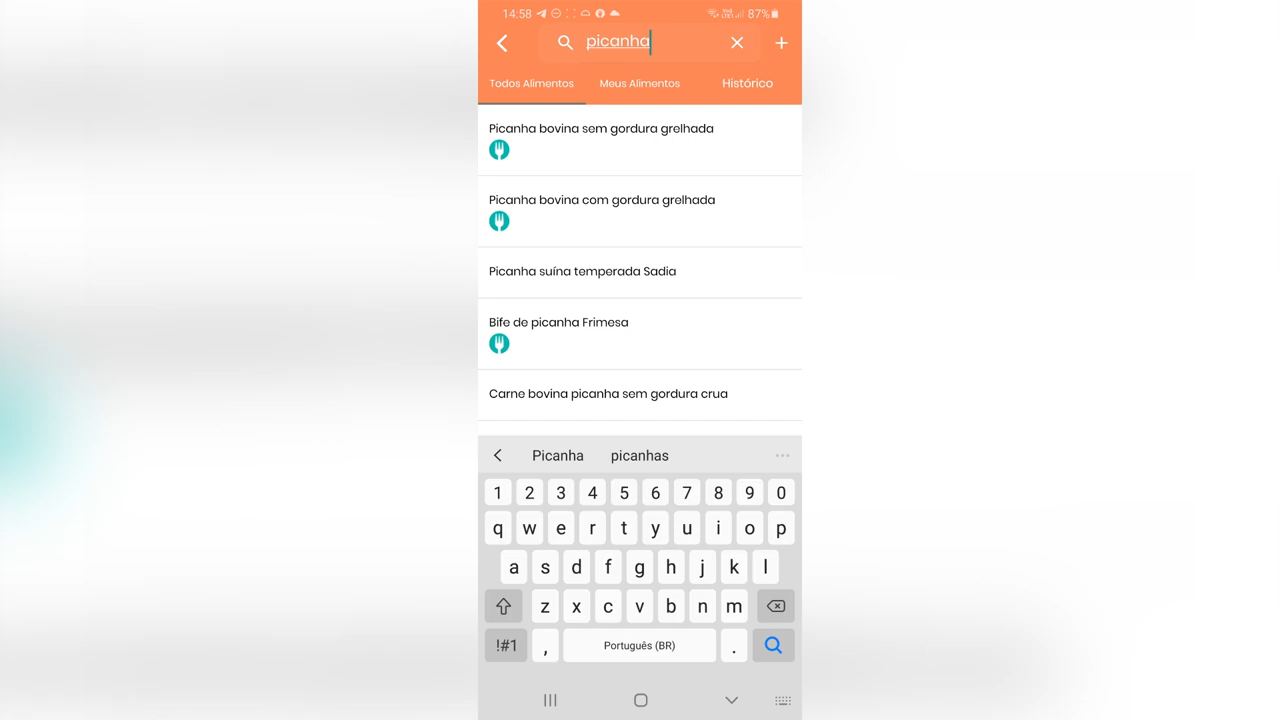 14:58 87%
picanha
Todos Alimentos Meus Alimentos Histórico
Picanha bovina sem gordura grelhada
Picanha bovina com gordura grelhada
Picanha suína temperada Sadia
Bife de picanha Frimesa
Carne bovina picanha sem gordura crua
Picanha picanhas
1 2 3 4 5 6 7 8 9 0
q w e r t y u i o p
a s d f g h j k l
z x c v b n m
!#1 , Português (BR) .